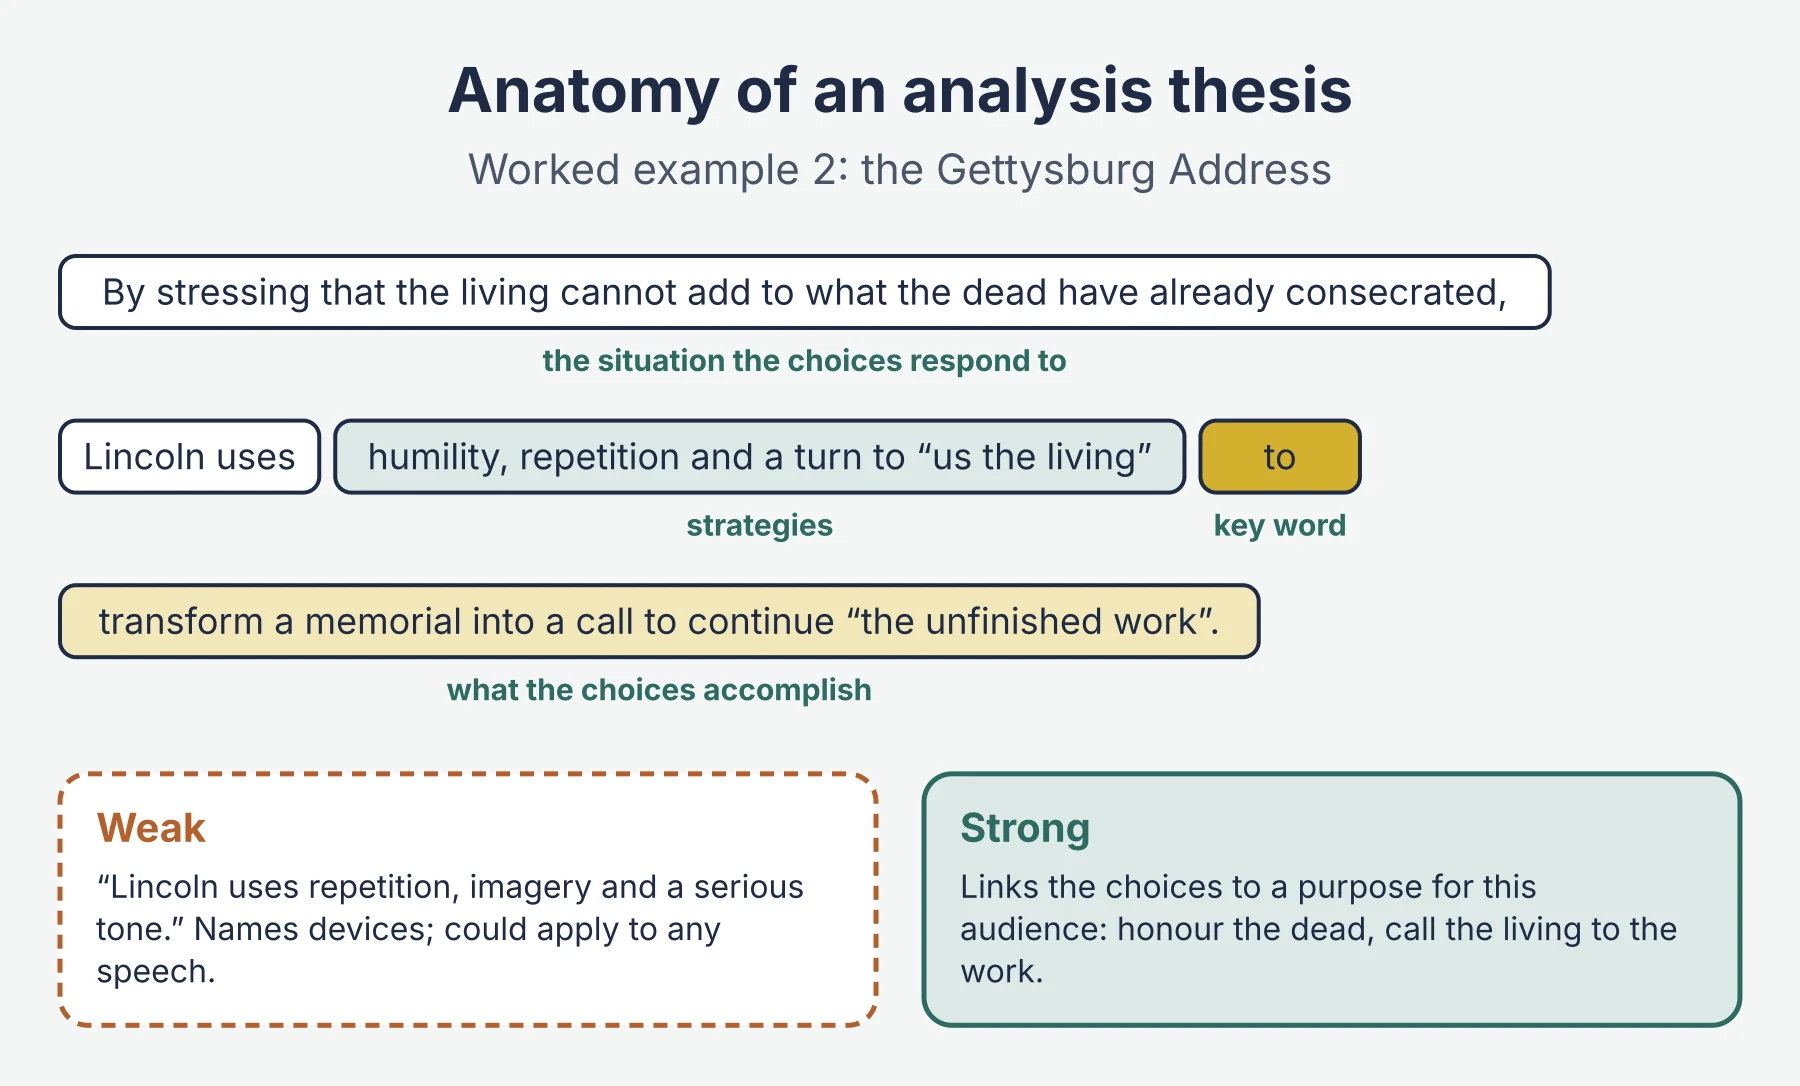 Anatomy of an analysis thesis
Worked example 2: the Gettysburg Address
By stressing that the living cannot add to what the dead have already consecrated,
the situation the choices respond to
Lincoln uses humility, repetition and a turn to “us the living” to
strategies key word
transform a memorial into a call to continue “the unfinished work”.
what the choices accomplish
Weak
“Lincoln uses repetition, imagery and a serious
tone.” Names devices; could apply to any
speech.
Strong
Links the choices to a purpose for this
audience: honour the dead, call the living to the
work.